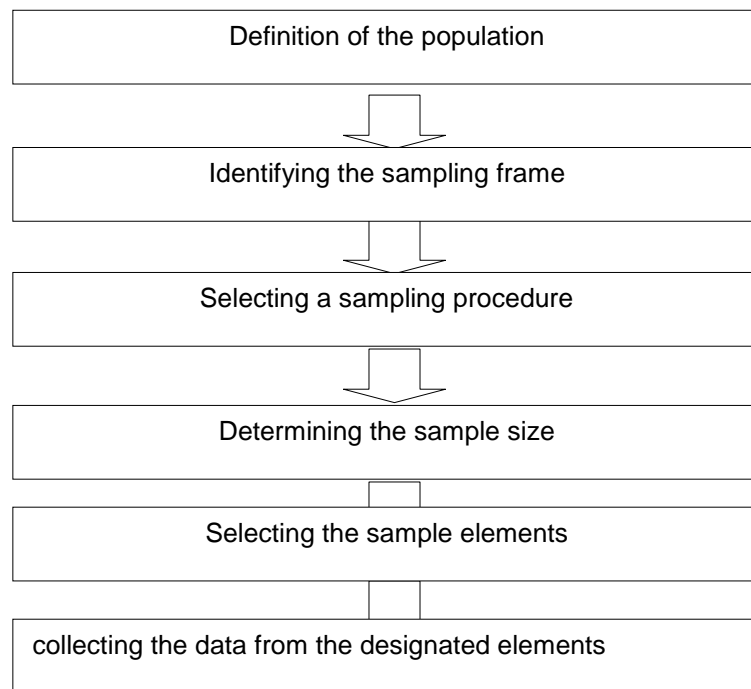 Definition of the population
Identifying the sampling frame
Selecting a sampling procedure
Determining the sample size
Selecting the sample elements
collecting the data from the designated elements